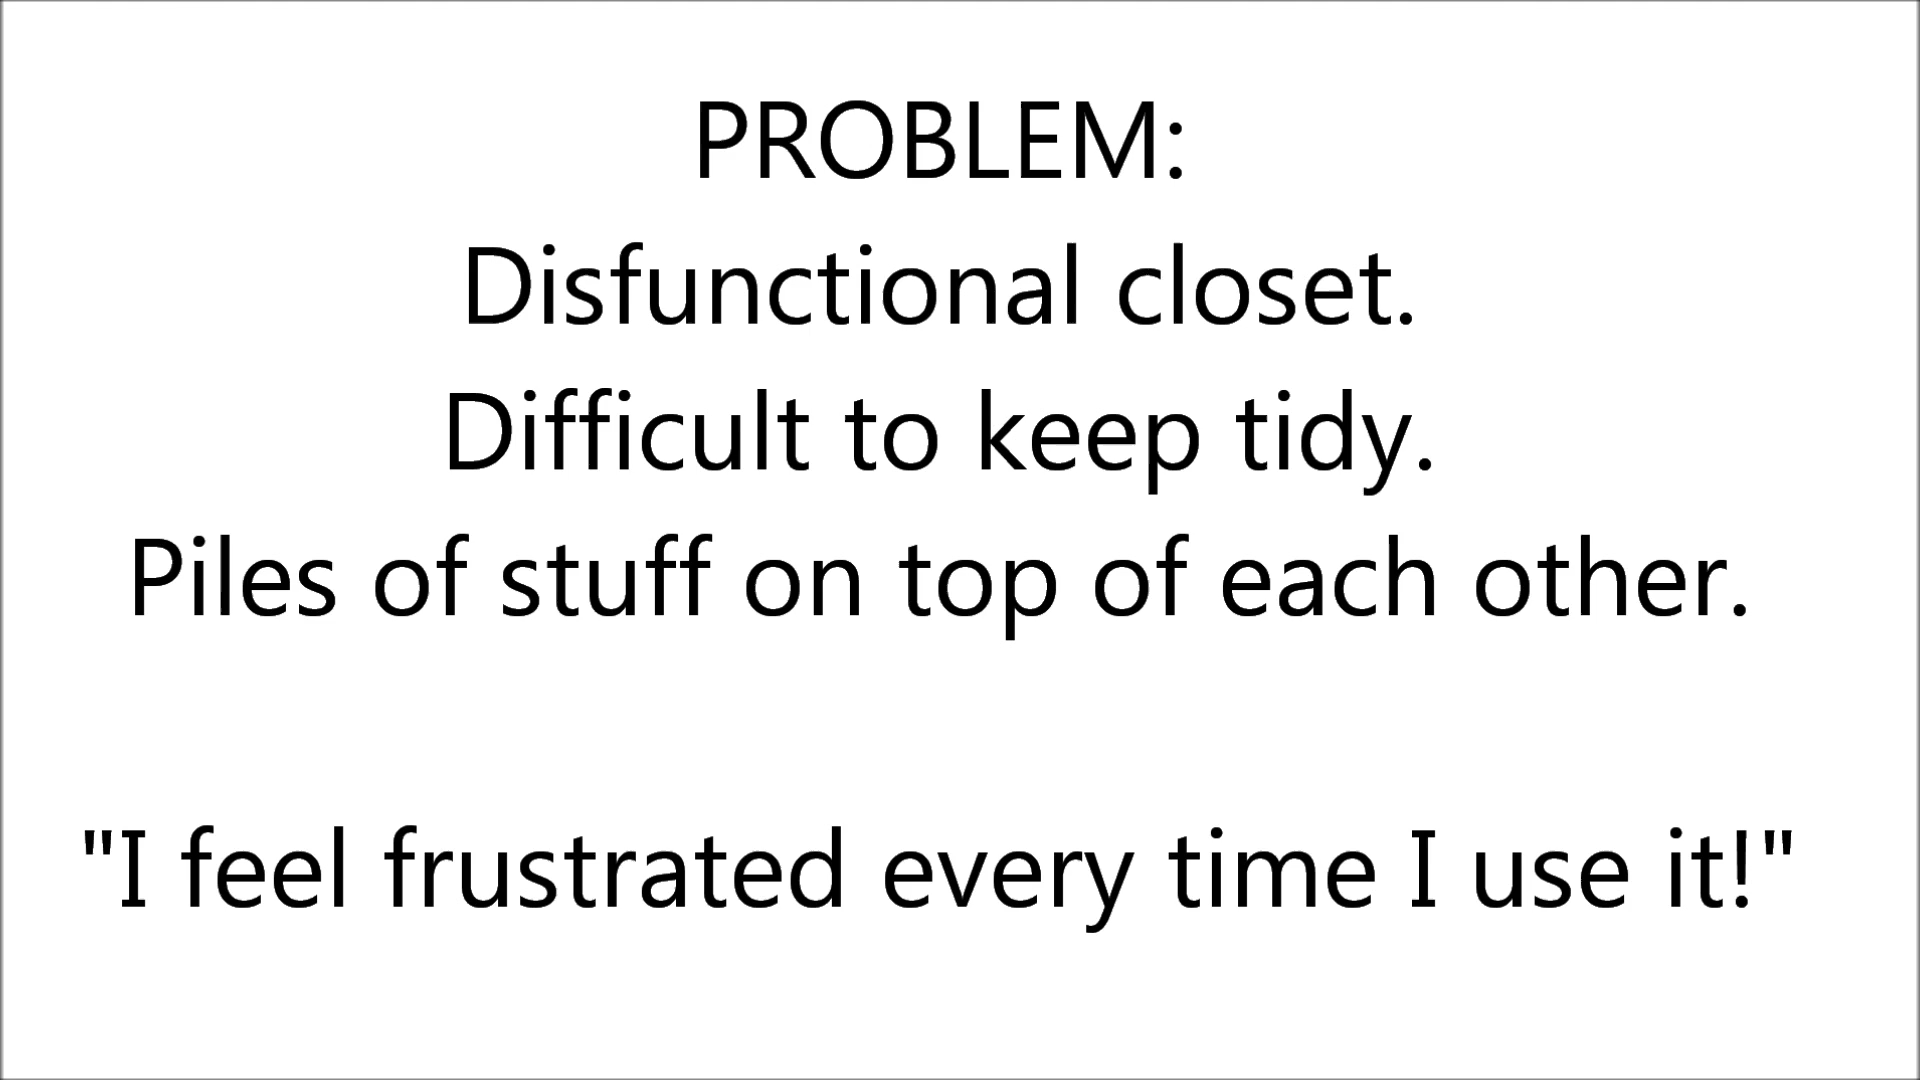 PROBLEM:
Disfunctional closet.
Difficult to keep tidy.
Piles of stuff on top of each other.
"I feel frustrated every time I use it!"